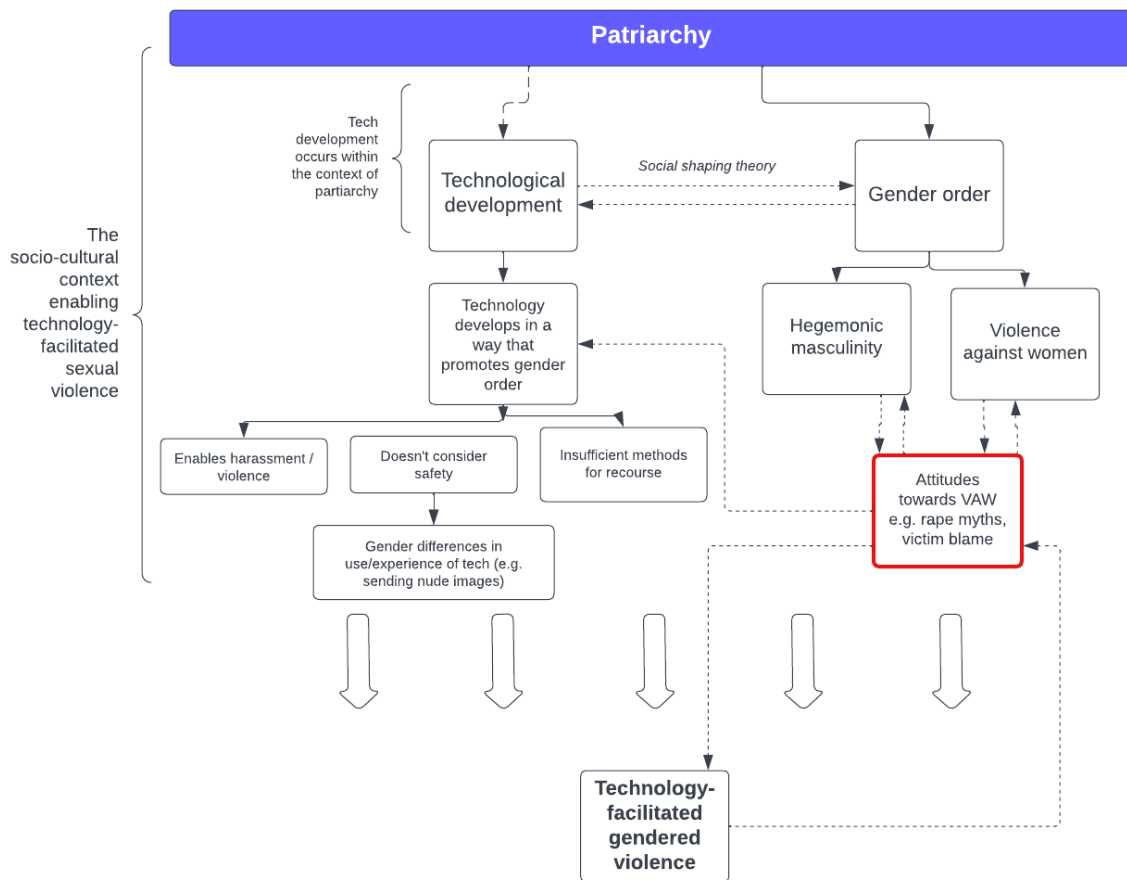 Patriarchy
Tech
development
occurs within
the context of
partiarchy
Technological
development
Social shaping theory
Gender order
The
socio-cultural
context
enabling
technology-
facilitated
sexual
violence
Technology
develops in a
way that
promotes gender
order
Hegemonic
masculinity
Violence
against women
Enables harassment /
violence
Doesn't consider
safety
Insufficient methods
for recourse
Attitudes
towards VAW
e.g. rape myths,
victim blame
Gender differences in
use/experience of tech (e.g.
sending nude images)
Technology-
facilitated
gendered
violence